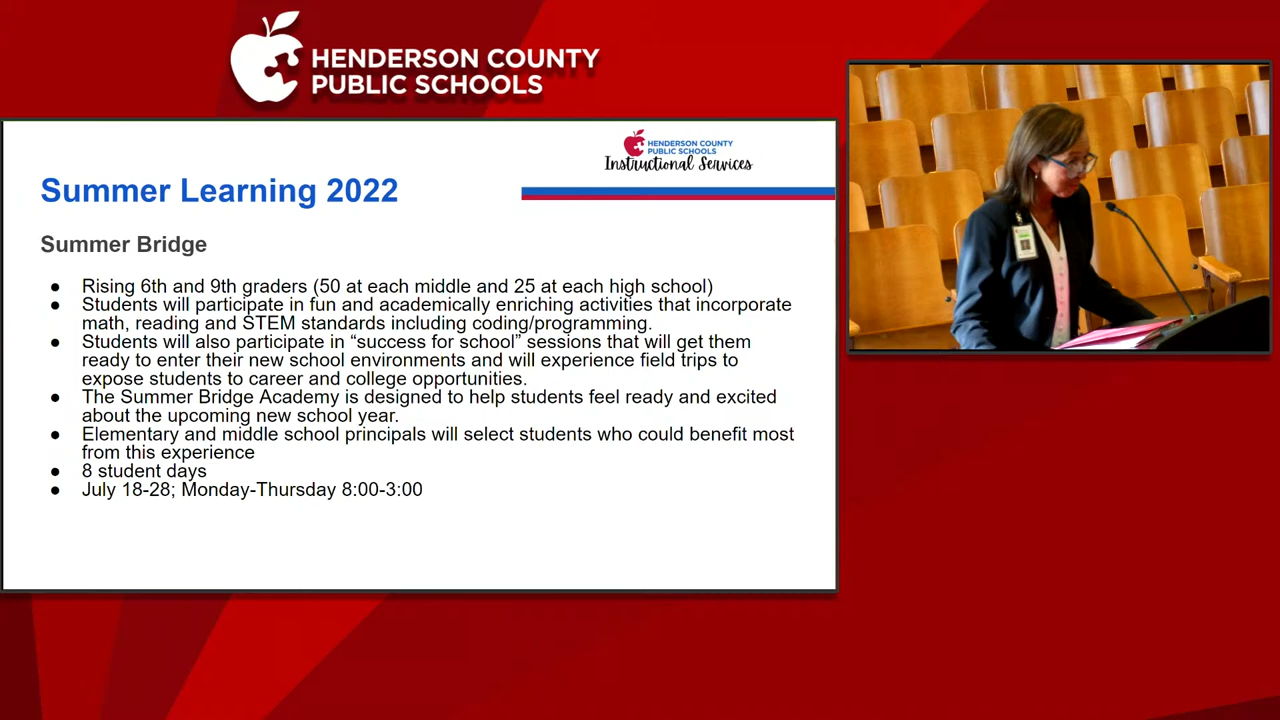 HENDERSON COUNTY
PUBLIC SCHOOLS
HENDERSON COUNTY
PUBLIC SCHOOLS
Instructional Services
Summer Learning 2022
Summer Bridge
● Rising 6th and 9th graders (50 at each middle and 25 at each high school)
● Students will participate in fun and academically enriching activities that incorporate
math, reading and STEM standards including coding/programming.
● Students will also participate in “success for school” sessions that will get them
ready to enter their new school environments and will experience field trips to
expose students to career and college opportunities.
● The Summer Bridge Academy is designed to help students feel ready and excited
about the upcoming new school year.
● Elementary and middle school principals will select students who could benefit most
from this experience
● 8 student days
● July 18-28; Monday-Thursday 8:00-3:00